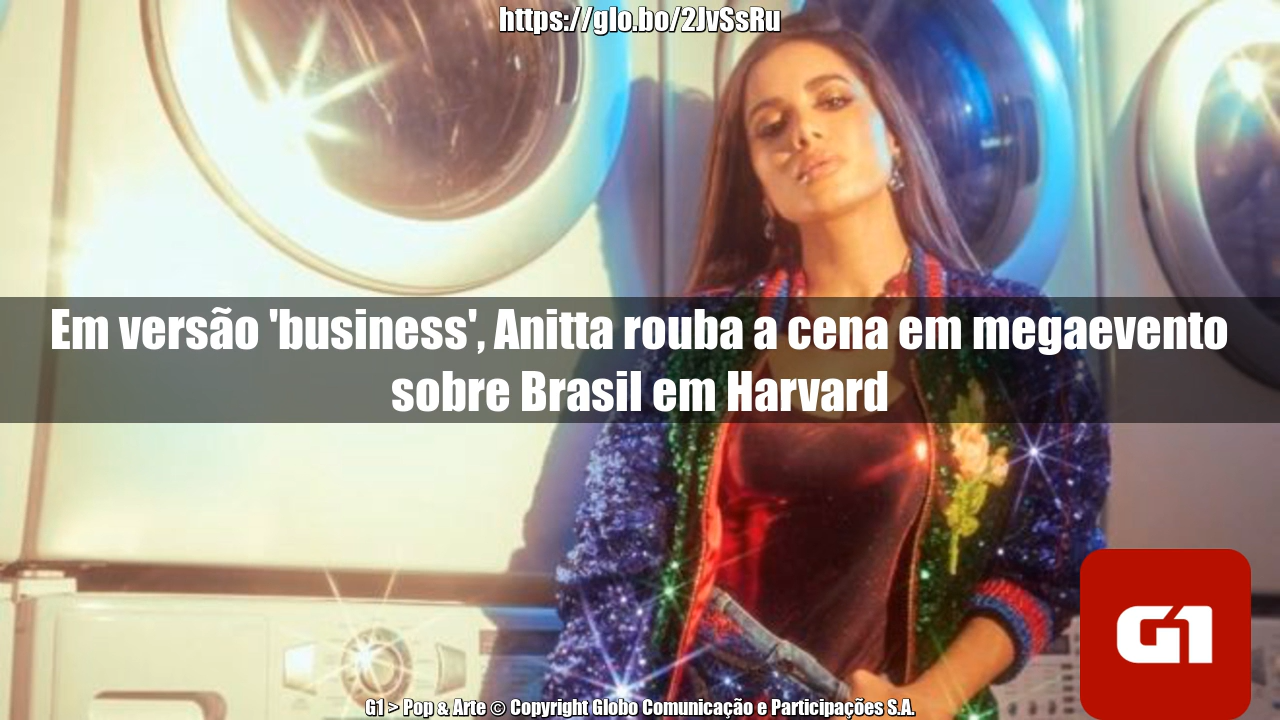 https://glo.bo/2JvSsRu
Em versão 'business', Anitta rouba a cena em megaevento
sobre Brasil em Harvard
G1
G1 > Pop & Arte © Copyright Globo Comunicação e Participações S.A.